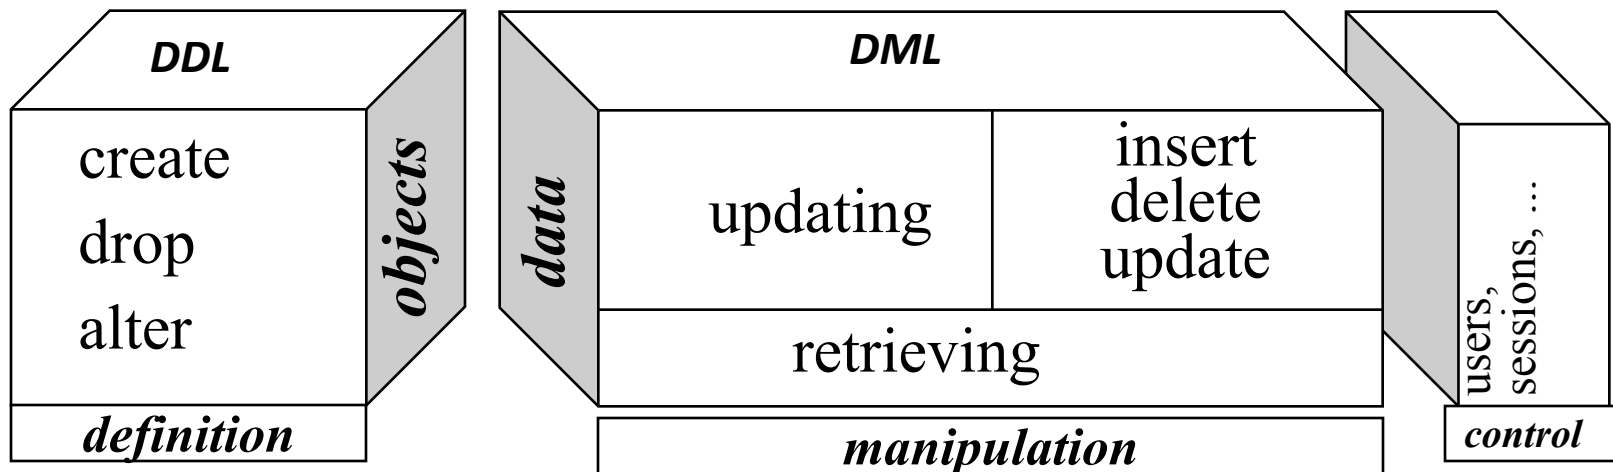 DDL
create
drop
alter
objects
definition
DML
data
updating
insert
delete
update
retrieving
manipulation
users,
sessions, ...
control